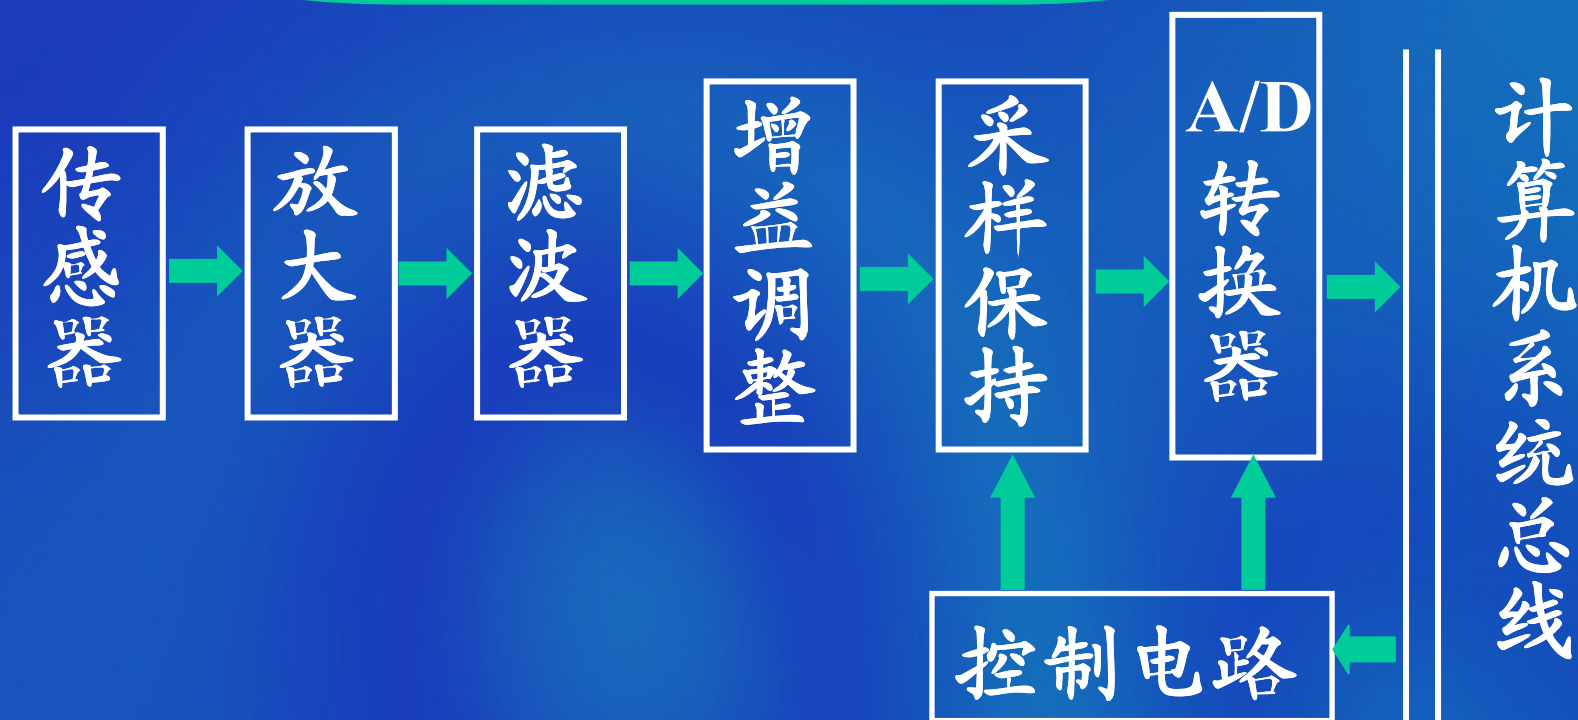 传感器
放大器
滤波器
增益调整
采样保持
A/D转换器
计算机系统总线
控制电路